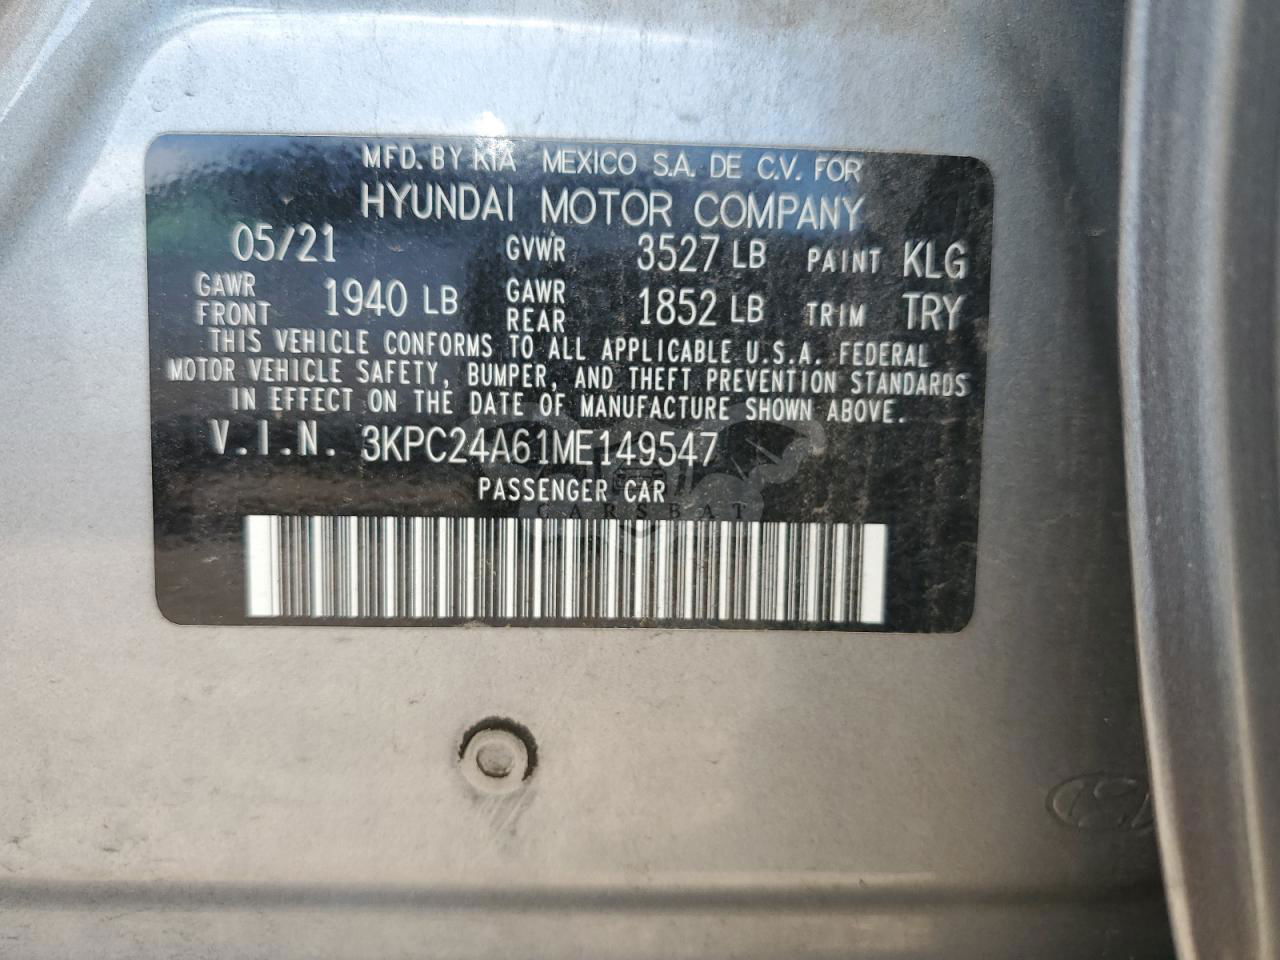 MFD. BY KIA MEXICO S.A. DE C.V. FOR
HYUNDAI MOTOR COMPANY
05/21 GVWR 3527 LB PAINT KLG
GAWR FRONT 1940 LB GAWR REAR 1852 LB TRIM TRY
THIS VEHICLE CONFORMS TO ALL APPLICABLE U.S.A. FEDERAL
MOTOR VEHICLE SAFETY, BUMPER, AND THEFT PREVENTION STANDARDS
IN EFFECT ON THE DATE OF MANUFACTURE SHOWN ABOVE.
V.I.N. 3KPC24A61ME149547
PASSENGER CAR
CARSBAT